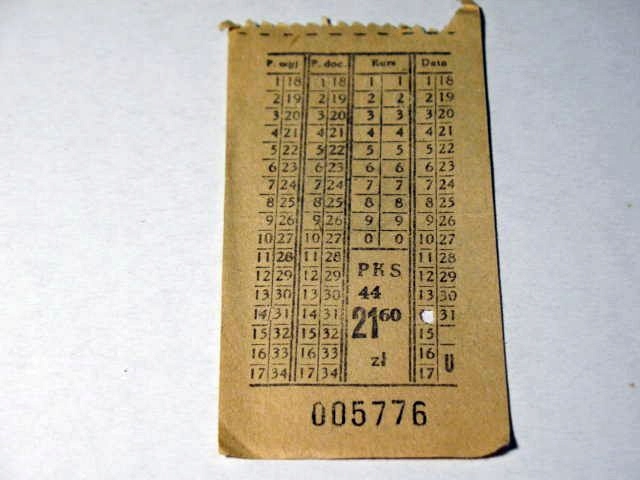 P. wsj P. doc. Kurs Data
1 18 1 18 1 1 1 18
2 19 2 19 2 2 2 19
3 20 3 20 3 3 3 20
4 21 4 21 4 4 4 21
5 22 5 22 5 5 5 22
6 23 6 23 6 6 6 23
7 24 7 24 7 7 7 24
8 25 8 25 8 8 8 25
9 26 9 26 9 9 9 26
10 27 10 27 0 0 10 27
11 28 11 28 11 28
12 29 12 29 PKS 12 29
13 30 13 30 44 13 30
14 31 14 31 21 60 31
15 32 15 32 15
16 33 16 33 zł 16 U
17 34 17 34 17
005776